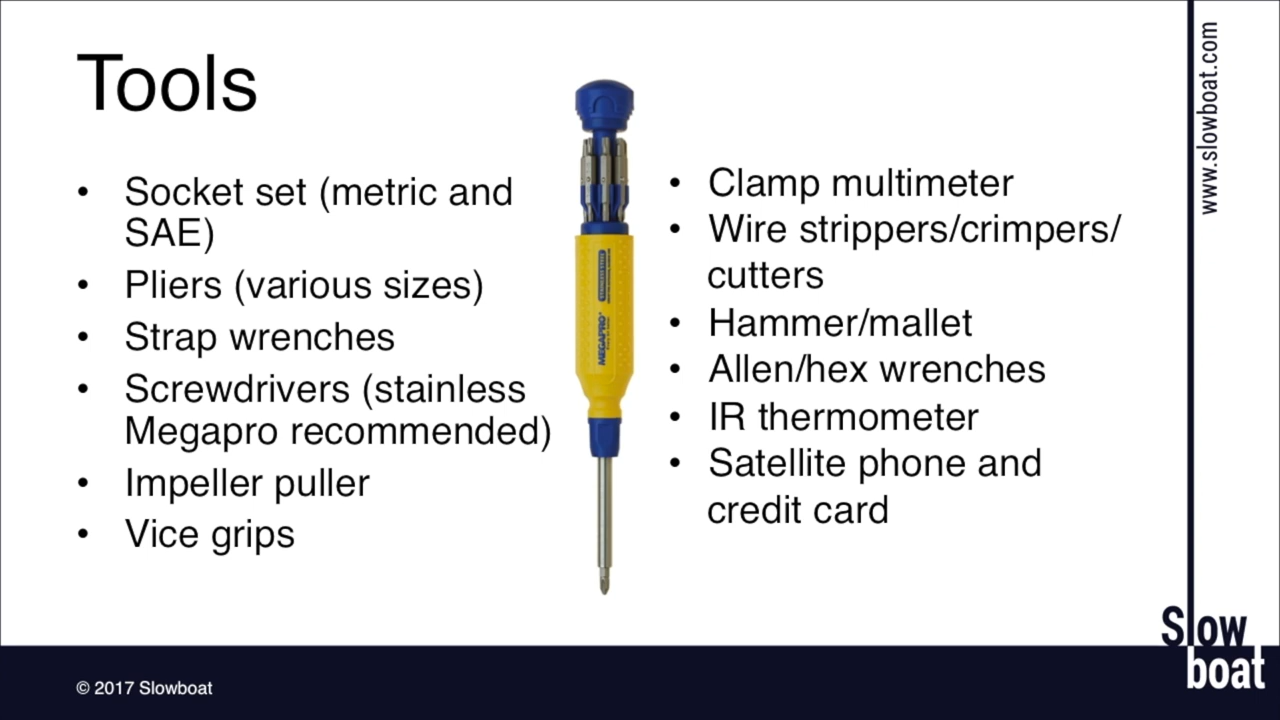 Tools
• Socket set (metric and
SAE)
• Pliers (various sizes)
• Strap wrenches
• Screwdrivers (stainless
Megapro recommended)
• Impeller puller
• Vice grips
MEGAPRO
• Clamp multimeter
• Wire strippers/crimpers/
cutters
• Hammer/mallet
• Allen/hex wrenches
• IR thermometer
• Satellite phone and
credit card
www.slowboat.com
Slow
boat
© 2017 Slowboat